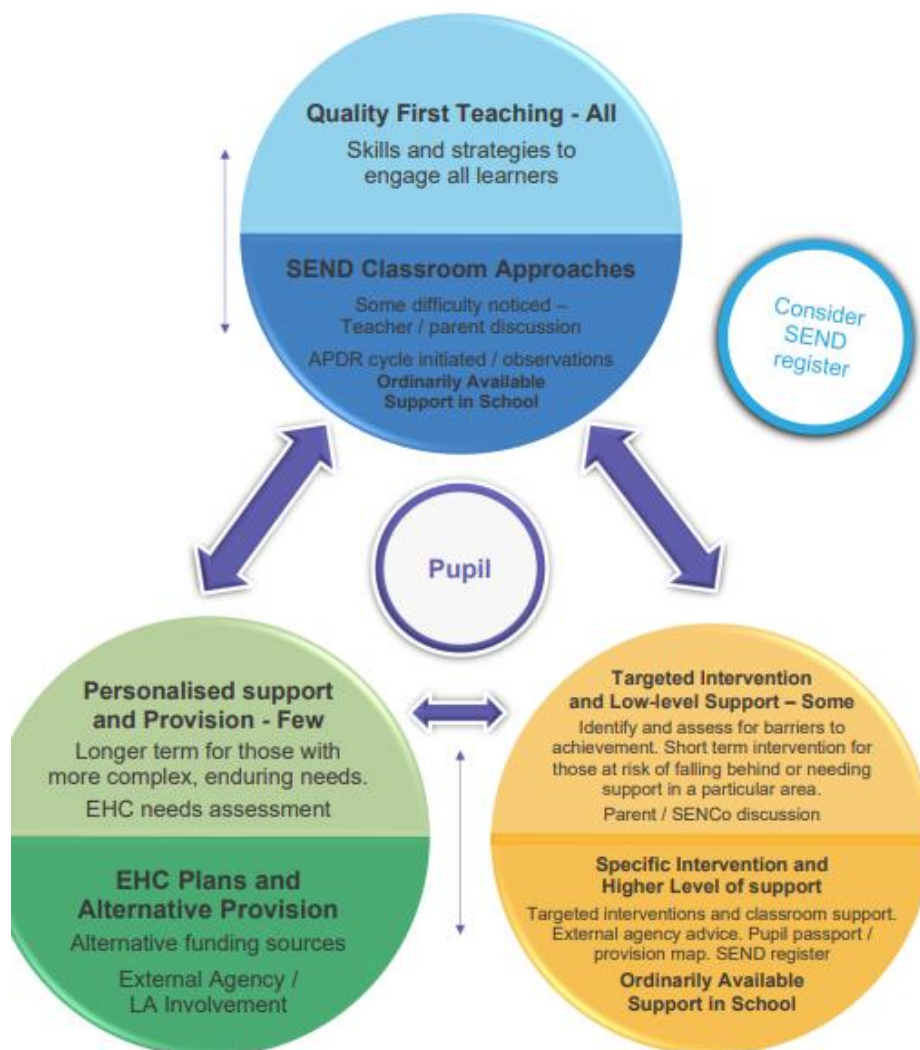 Quality First Teaching - All
Skills and strategies to
engage all learners
SEND Classroom Approaches
Some difficulty noticed –
Teacher / parent discussion
APDR cycle initiated / observations
Ordinarily Available
Support in School
Consider
SEND
register
Pupil
Personalised support
and Provision - Few
Longer term for those with
more complex, enduring needs.
EHC needs assessment
EHC Plans and
Alternative Provision
Alternative funding sources
External Agency /
LA Involvement
Targeted Intervention
and Low-level Support – Some
Identify and assess for barriers to
achievement. Short term intervention for
those at risk of falling behind or needing
support in a particular area.
Parent / SENCo discussion
Specific Intervention and
Higher Level of support
Targeted interventions and classroom support.
External agency advice. Pupil passport /
provision map. SEND register
Ordinarily Available
Support in School